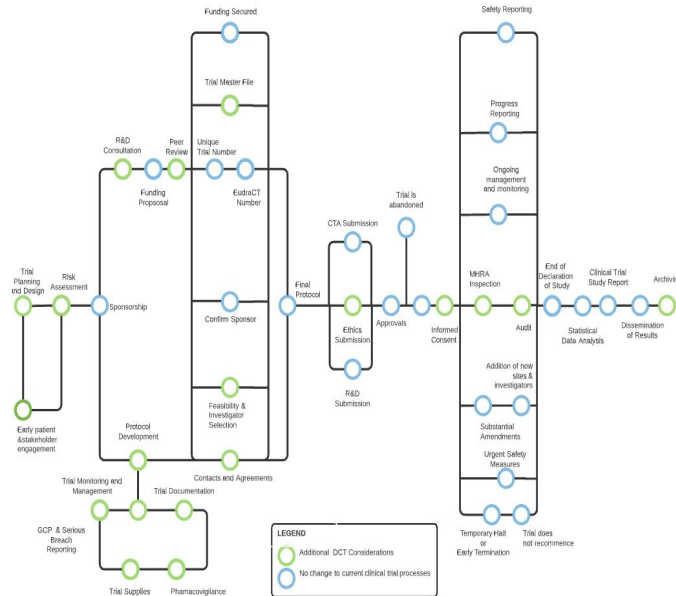 Funding Secured
Safety Reporting
Trial Master File
Progress
Reporting
R&D
Consultation
Peer
Review
Unique
Trial Number
Funding
Propsosal
EudraCT
Number
Ongoing
management
and monitoring
Trial is
abandoned
CTA Submission
Trial
Planning
and Design
Risk
Assessment
Sponsorship
Final
Protocol
Confirm Sponsor
Ethics
Submission
Approvals
Informed
Consent
MHRA
Inspection
Audit
End of
Declaration
of Study
Clinical Trial
Study Report
Statistical
Data Analysis
Dissemination
of Results
R&D
Submission
Addition of new
sites &
investigators
Early patient
&stakeholder
engagement
Feasibility &
Investigator
Selection
Protocol
Development
Contacts and Agreements
Substantial
Amendments
Urgent Safety
Measures
Trial Monitoring and
Management
Trial Documentation
GCP & Serious
Breach
Reporting
Temporary Halt
or
Early Termination
Trial does
not recommence
Trial Supplies
Phamacovigilance
LEGEND
Additional DCT Considerations
No change to current clinical trial processes